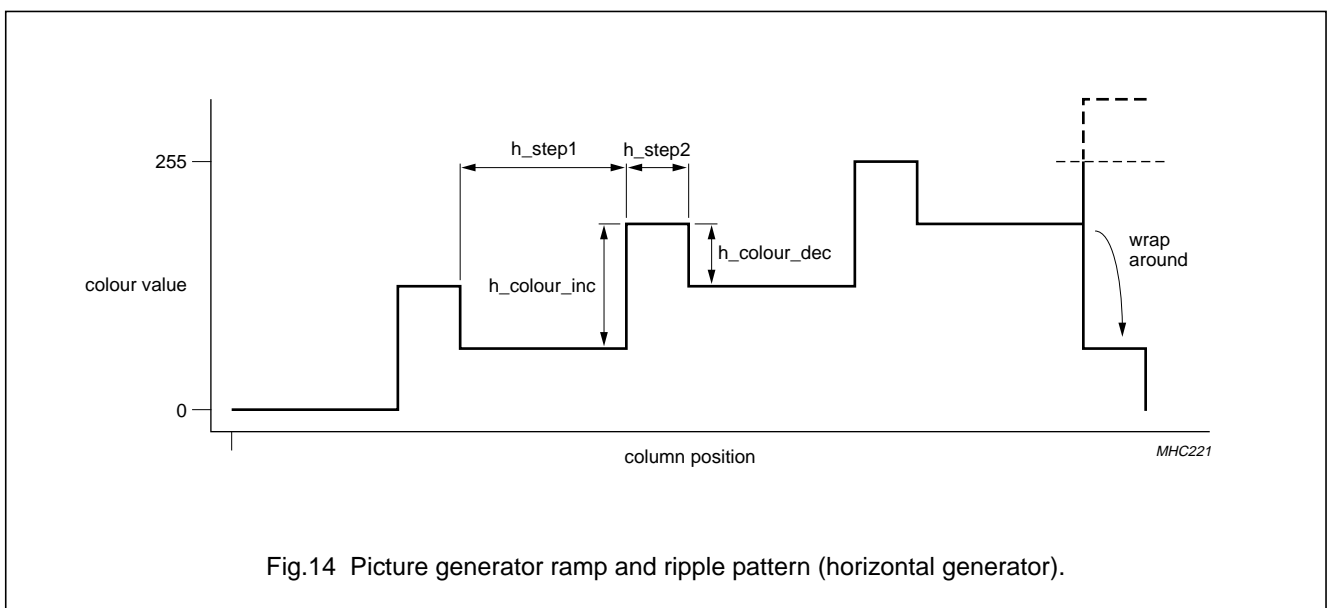 255
h_step1
h_step2
h_colour_dec
h_colour_inc
wrap
around
colour value
0
column position
MHC221
Fig.14 Picture generator ramp and ripple pattern (horizontal generator).